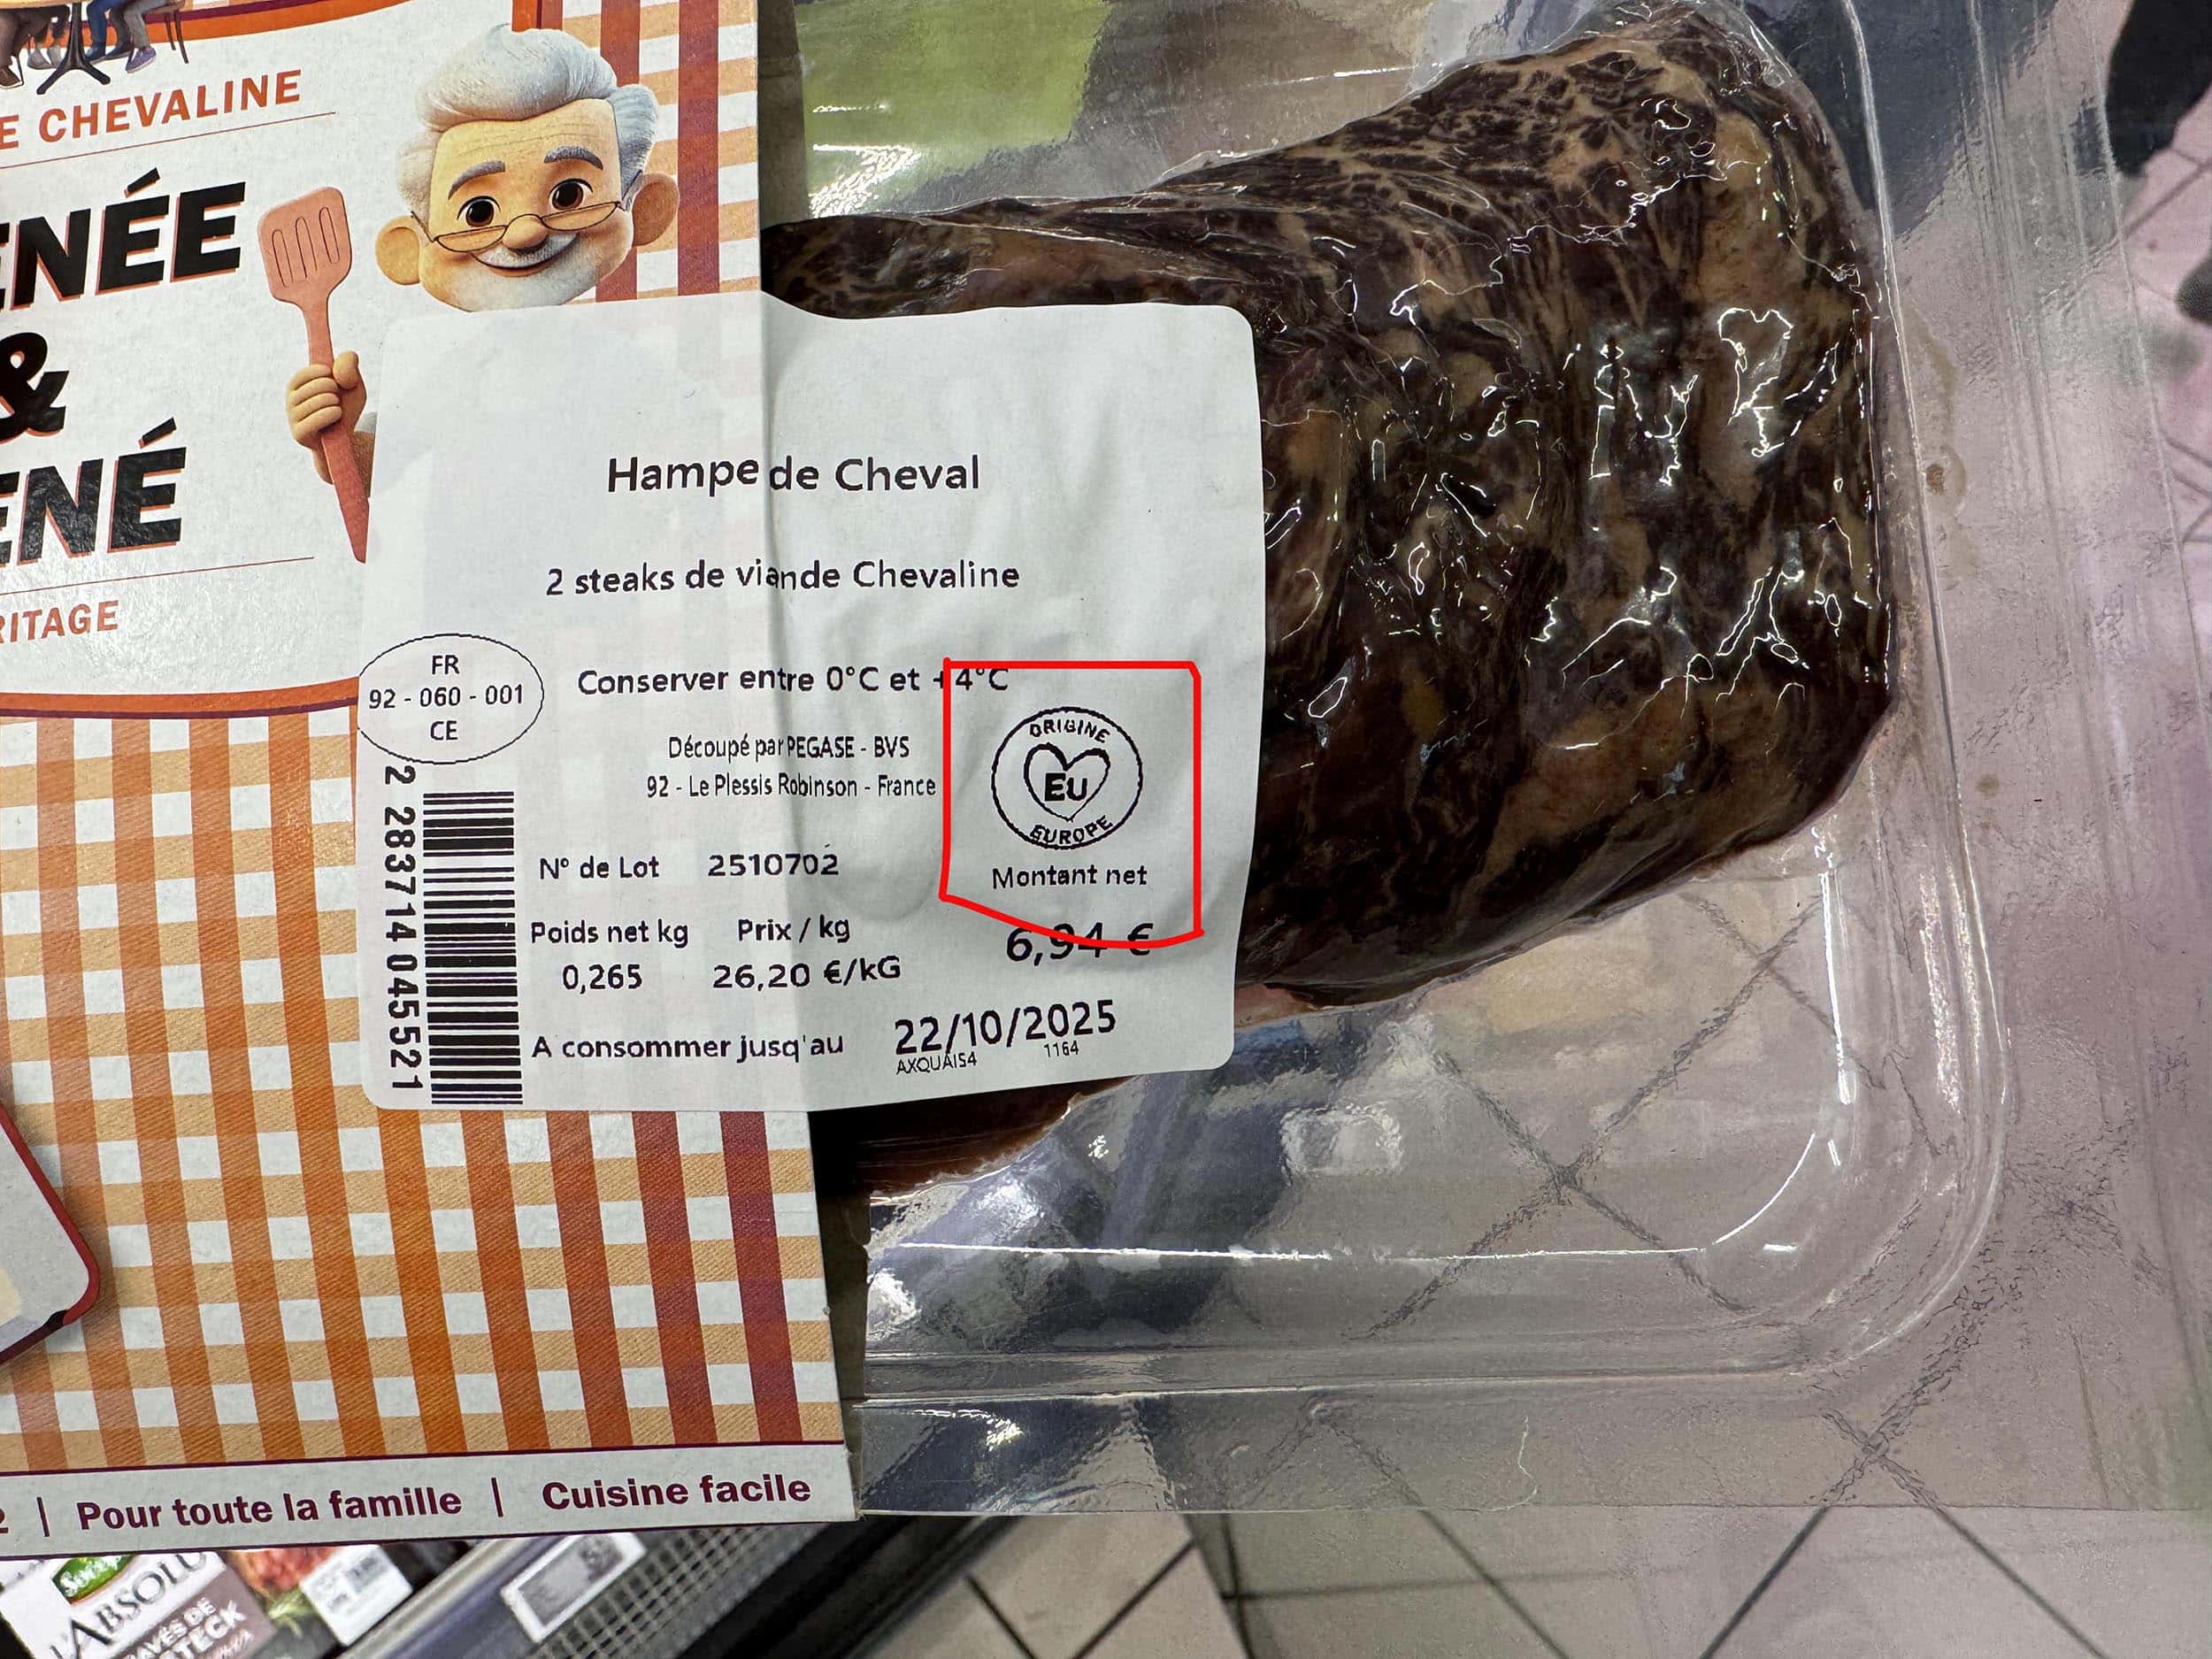 E CHEVALINE
ENÉE
&
ENÉ
RITAGE
Hampe de Cheval
2 steaks de viande Chevaline
Conserver entre 0°C et +4°C
FR
92 - 060 - 001
CE
Découpé par PEGASE - BVS
92 - Le Plessis Robinson - France
ORIGINE
EU
EUROPE
N° de Lot 2510702
Montant net
6,94 €
Poids net kg Prix / kg
0,265 26,20 €/kG
A consommer jusqu'au 22/10/2025
AXQUAIS4 1164
2 283714 045521
2 | Pour toute la famille | Cuisine facile
L'ABSOLU